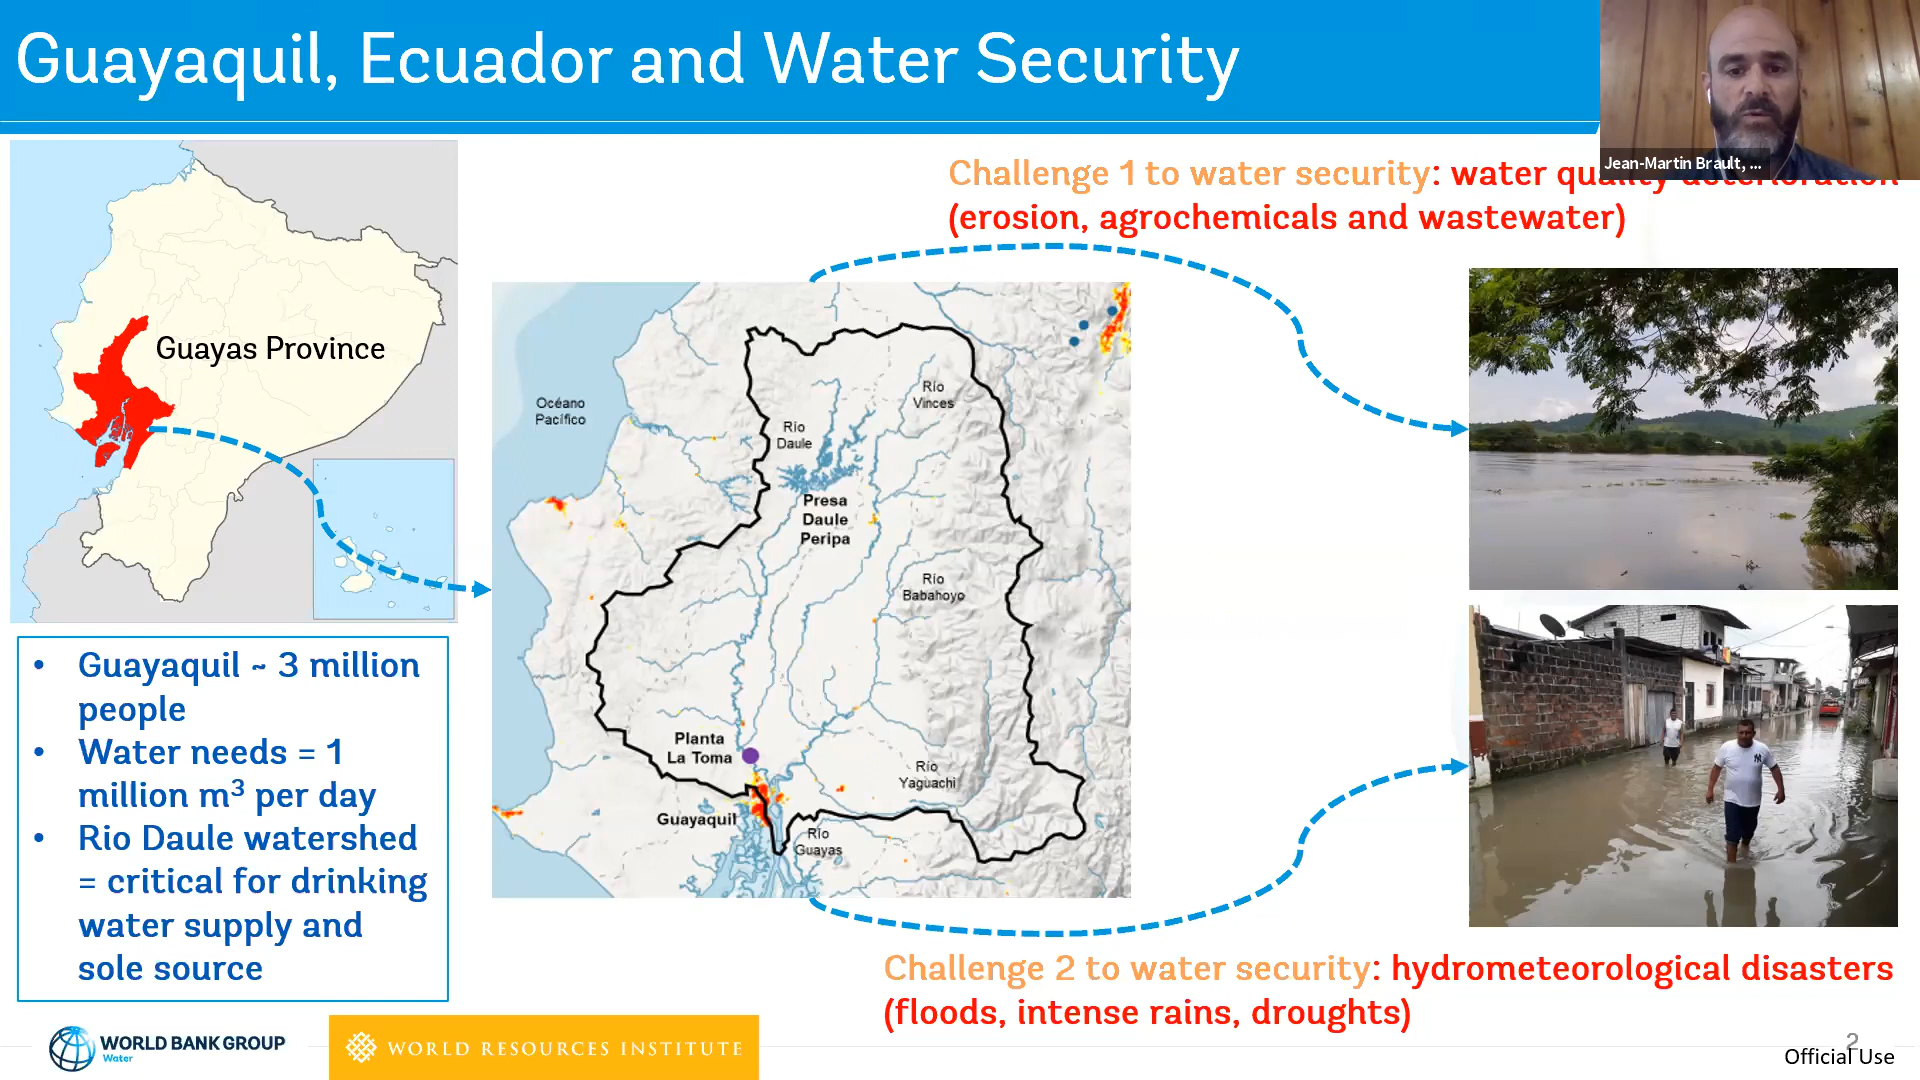 Guayaquil, Ecuador and Water Security
Jean-Martin Brault, ...
Challenge 1 to water security: water quality deterioration
(erosion, agrochemicals and wastewater)
Guayas Province
Océano
Pacífico
Río
Vinces
Río
Daule
Presa
Daule
Peripa
Río
Babahoyo
Planta
La Toma
Río
Yaguachi
Guayaquil
Río
Guayas
• Guayaquil ~ 3 million
people
• Water needs = 1
million m³ per day
• Rio Daule watershed
= critical for drinking
water supply and
sole source
Challenge 2 to water security: hydrometeorological disasters
(floods, intense rains, droughts)
WORLD BANK GROUP
Water
WORLD RESOURCES INSTITUTE
2
Official Use